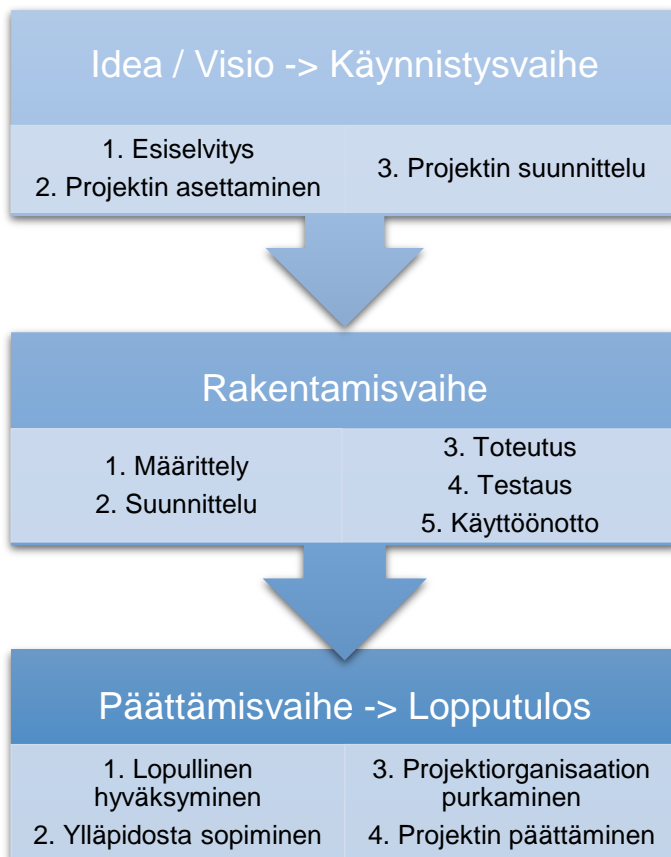 Idea / Visio -> Käynnistysvaihe
1. Esiselvitys
2. Projektin asettaminen
3. Projektin suunnittelu
Rakentamisvaihe
1. Määrittely
2. Suunnittelu
3. Toteutus
4. Testaus
5. Käyttöönotto
Päättämisvaihe -> Lopputulos
1. Lopullinen
hyväksyminen
2. Ylläpidosta sopiminen
3. Projektiorganisaation
purkaminen
4. Projektin päättäminen